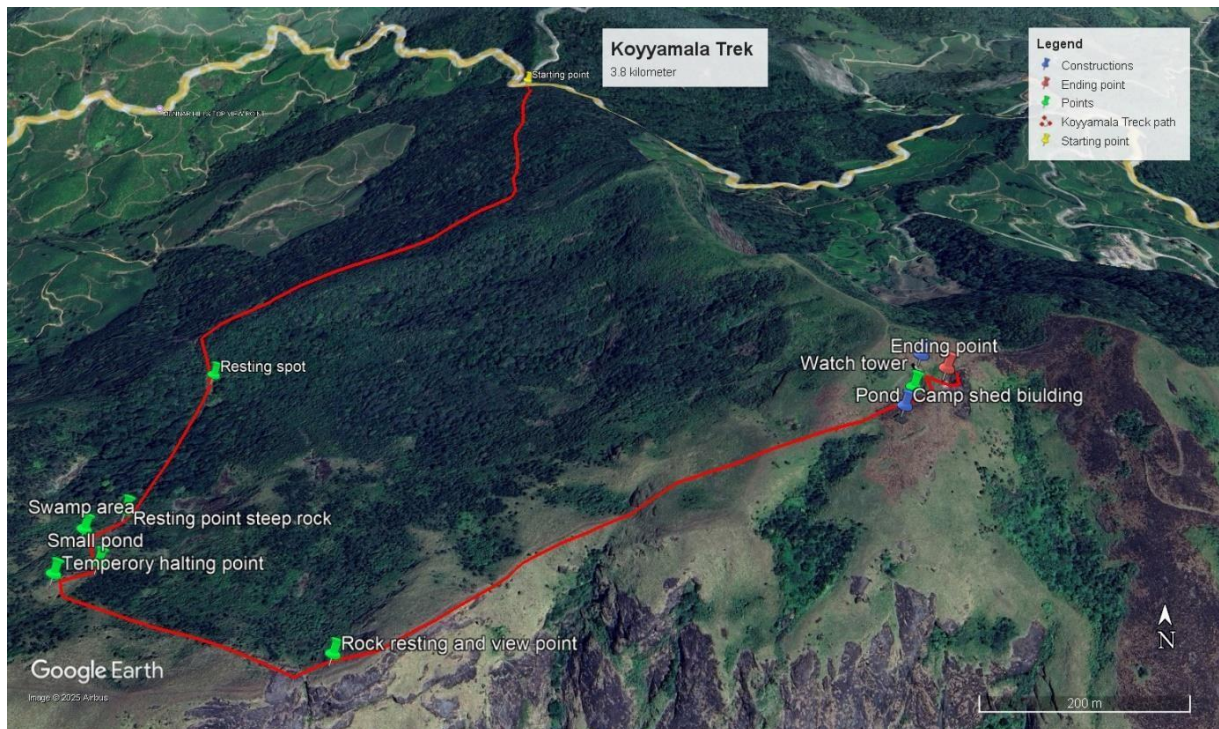 Koyyamala Trek
3.8 kilometer
Legend
Constructions
Ending point
Points
Koyyamala Treck path
Starting point
Starting point
Resting spot
Ending point
Watch tower
Pond
Camp shed biulding
Swamp area
Resting point steep rock
Small pond
Temperory halting point
Rock resting and view point
N
Google Earth
Image © 2025 Airbus
200 m